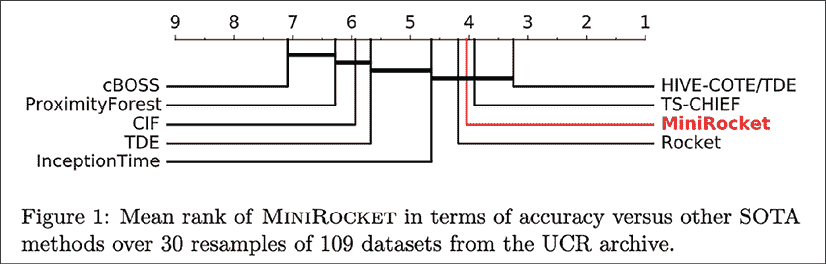 9 8 7 6 5 4 3 2 1
cBOSS HIVE-COTE/TDE
ProximityForest TS-CHIEF
CIF MiniRocket
TDE Rocket
InceptionTime
Figure 1: Mean rank of MINIROCKET in terms of accuracy versus other SOTA
methods over 30 resamples of 109 datasets from the UCR archive.